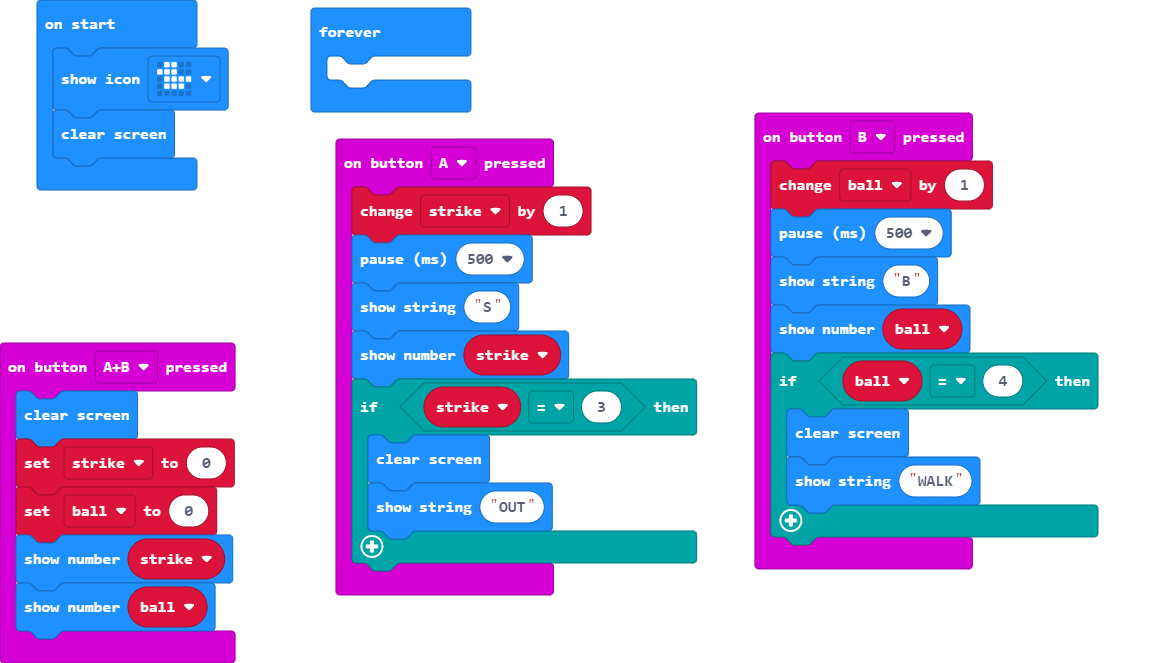 on start
show icon
clear screen
forever
on button A pressed
change strike by 1
pause (ms) 500
show string "S"
show number strike
if strike = 3 then
clear screen
show string "OUT"
on button B pressed
change ball by 1
pause (ms) 500
show string "B"
show number ball
if ball = 4 then
clear screen
show string "WALK"
on button A+B pressed
clear screen
set strike to 0
set ball to 0
show number strike
show number ball